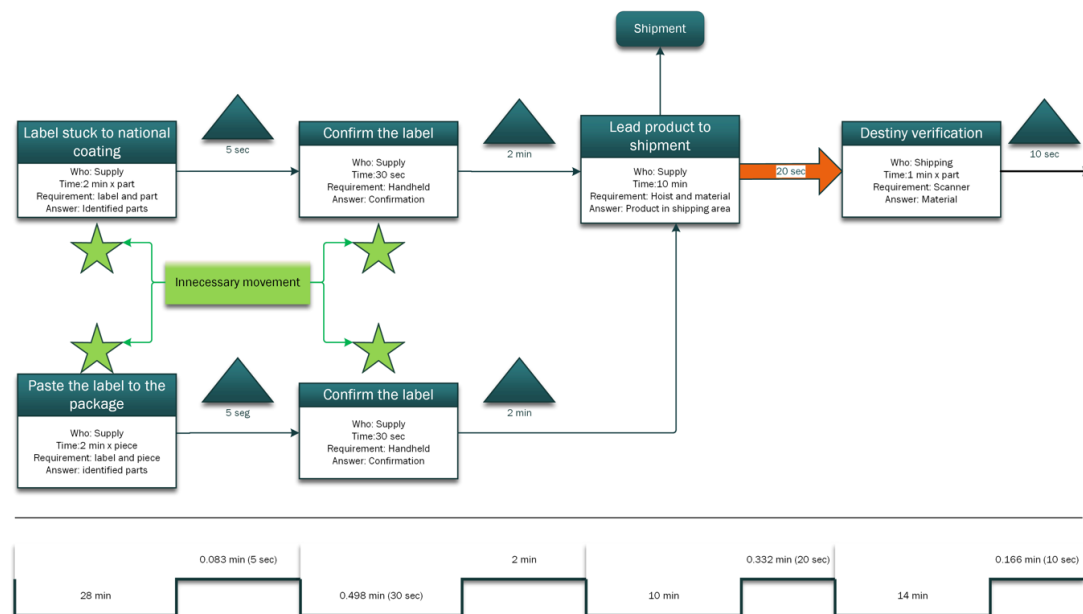 Shipment
Label stuck to national
coating
Who: Supply
Time:2 min x part
Requirement: label and part
Answer: Identified parts
5 sec
Confirm the label
Who: Supply
Time:30 sec
Requirement: Handheld
Answer: Confirmation
2 min
Lead product to
shipment
Who: Supply
Time:10 min
Requirement: Hoist and material
Answer: Product in shipping area
20 sec
Destiny verification
Who: Shipping
Time:1 min x part
Requirement: Scanner
Answer: Material
10 sec
Innecessary movement
Paste the label to the
package
Who: Supply
Time:2 min x piece
Requirement: label and piece
Answer: identified parts
5 seg
Confirm the label
Who: Supply
Time:30 sec
Requirement: Handheld
Answer: Confirmation
2 min
0.083 min (5 sec)
2 min
0.332 min (20 sec)
0.166 min (10 sec)
28 min
0.498 min (30 sec)
10 min
14 min